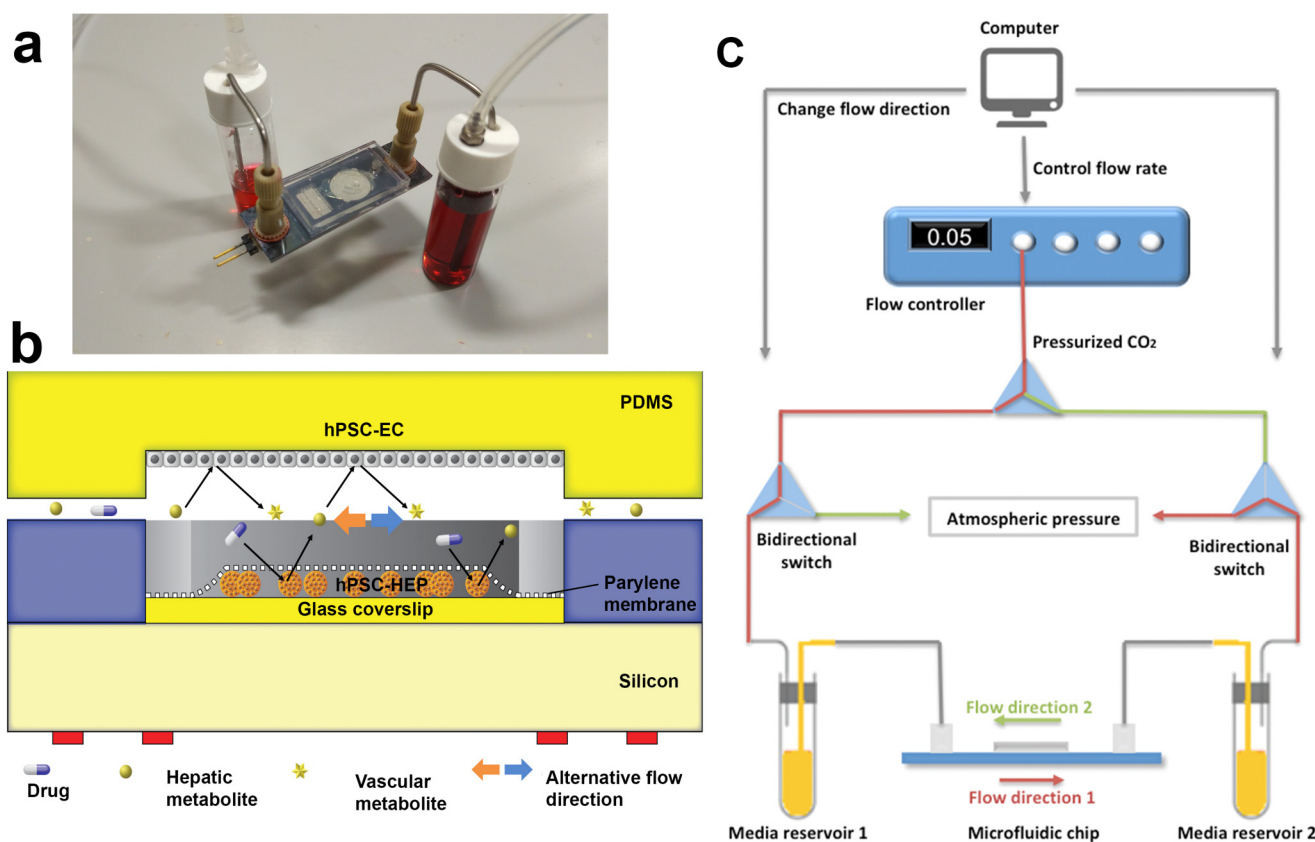 a
b
PDMS
hPSC-EC
hPSC-HEP
Glass coverslip
Parylene
membrane
Silicon
Drug
Hepatic
metabolite
Vascular
metabolite
Alternative flow
direction
c
Computer
Change flow direction
Control flow rate
0.05
Flow controller
Pressurized CO₂
Atmospheric pressure
Bidirectional
switch
Bidirectional
switch
Flow direction 2
Flow direction 1
Media reservoir 1
Microfluidic chip
Media reservoir 2